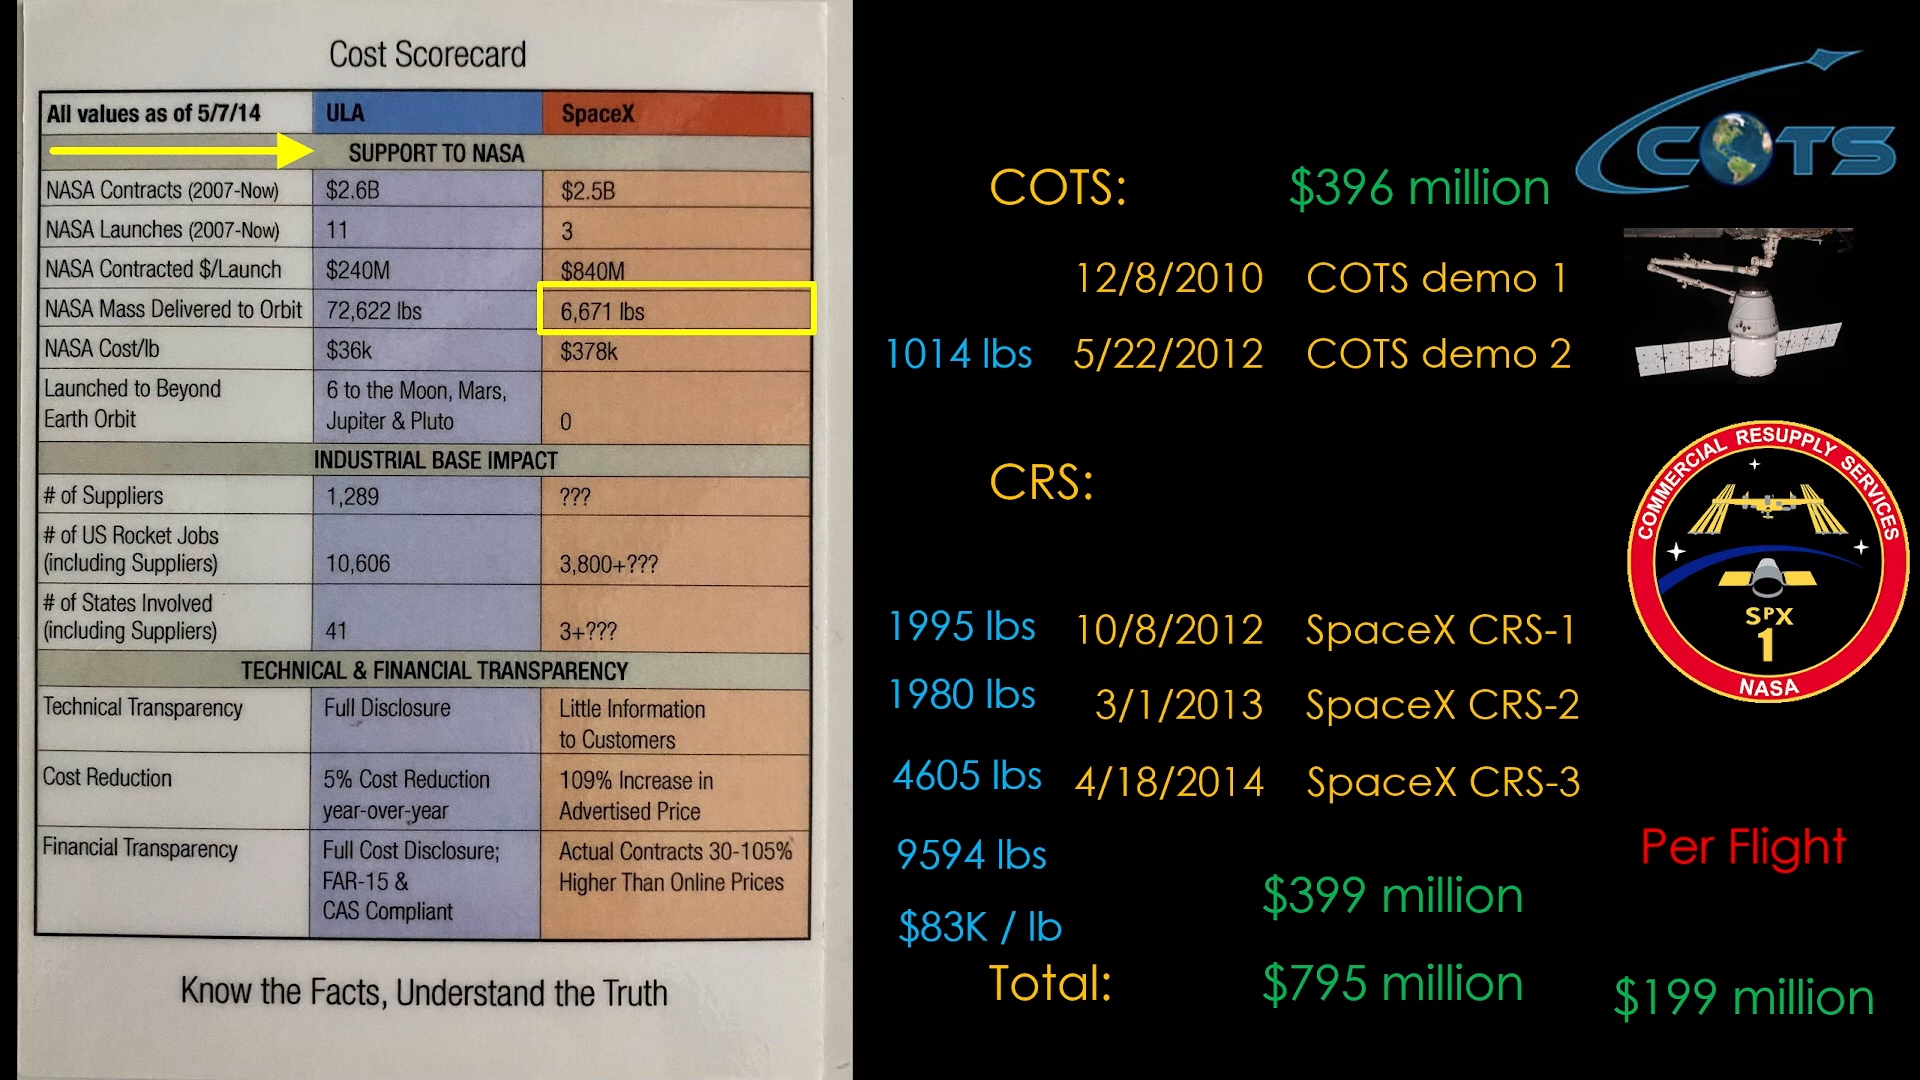 Cost Scorecard
All values as of 5/7/14 ULA SpaceX
SUPPORT TO NASA
NASA Contracts (2007-Now) $2.6B $2.5B
NASA Launches (2007-Now) 11 3
NASA Contracted $/Launch $240M $840M
NASA Mass Delivered to Orbit 72,622 lbs 6,671 lbs
NASA Cost/lb $36k $378k
Launched to Beyond
Earth Orbit
6 to the Moon, Mars,
Jupiter & Pluto
0
INDUSTRIAL BASE IMPACT
# of Suppliers 1,289 ???
# of US Rocket Jobs
(including Suppliers) 10,606 3,800+???
# of States Involved
(including Suppliers) 41 3+???
TECHNICAL & FINANCIAL TRANSPARENCY
Technical Transparency
Full Disclosure
Little Information
to Customers
Cost Reduction
5% Cost Reduction
year-over-year
109% Increase in
Advertised Price
Financial Transparency
Full Cost Disclosure;
FAR-15 &
CAS Compliant
Actual Contracts 30-105%
Higher Than Online Prices
Know the Facts, Understand the Truth
COTS
COTS: $396 million
12/8/2010 COTS demo 1
1014 lbs 5/22/2012 COTS demo 2
CRS:
COMMERCIAL RESUPPLY SERVICES
SPX
1
NASA
1995 lbs 10/8/2012 SpaceX CRS-1
1980 lbs 3/1/2013 SpaceX CRS-2
4605 lbs 4/18/2014 SpaceX CRS-3
9594 lbs
Per Flight
$399 million
$83K / lb
Total: $795 million $199 million